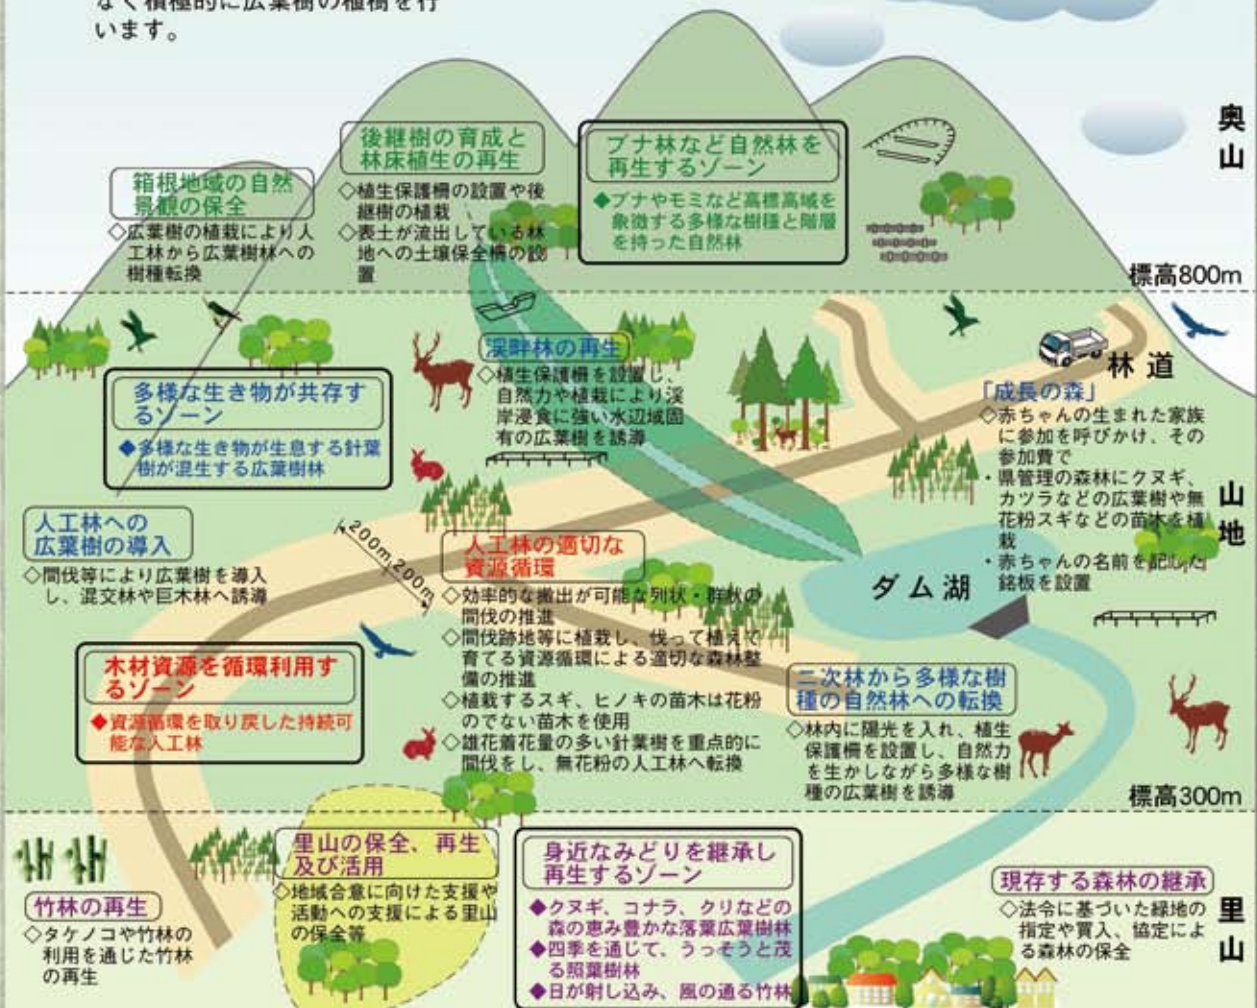 なく積極的に広葉樹の植樹を行
います。
奥山
後継樹の育成と
林床植生の再生
◇植生保護柵の設置や後
継樹の植栽
◇表土が流出している林
地への土壌保全柵の設
置
ブナ林など自然林を
再生するゾーン
◆ブナやモミなど高標高域を
象徴する多様な樹種と階層
を持った自然林
箱根地域の自然
景観の保全
◇広葉樹の植栽により人
工林から広葉樹林への
樹種転換
標高800m
渓畔林の再生
◇植生保護柵を設置し、
自然力や植栽により渓
岸浸食に強い水辺域固
有の広葉樹を誘導
林道
多様な生き物が共存す
るゾーン
◆多様な生き物が生息する針葉
樹が混生する広葉樹林
「成長の森」
◇赤ちゃんの生まれた家族
に参加を呼びかけ、その
参加費で
・県管理の森林にクヌギ、
カツラなどの広葉樹や無
花粉スギなどの苗木を植
栽
・赤ちゃんの名前を記した
銘板を設置
山地
人工林への
広葉樹の導入
◇間伐等により広葉樹を導入
し、混交林や巨木林へ誘導
200m 200m
人工林の適切な
資源循環
◇効率的な搬出が可能な列状・群状の
間伐の推進
◇間伐跡地等に植栽し、伐って植えて
育てる資源循環による適切な森林整
備の推進
◇植栽するスギ、ヒノキの苗木は花粉
のでない苗木を使用
◇雄花着花量の多い針葉樹を重点的に
間伐をし、無花粉の人工林へ転換
ダム湖
木材資源を循環利用す
るゾーン
◆資源循環を取り戻した持続可
能な人工林
二次林から多様な樹
種の自然林への転換
◇林内に陽光を入れ、植生
保護柵を設置し、自然力
を生かしながら多様な樹
種の広葉樹を誘導
標高300m
竹林の再生
◇タケノコや竹林の
利用を通じた竹林
の再生
里山の保全、再生
及び活用
◇地域合意に向けた支援や
活動への支援による里山
の保全等
身近なみどりを継承し
再生するゾーン
◆クヌギ、コナラ、クリなどの
森の恵み豊かな落葉広葉樹林
◆四季を通じて、うっそうと茂
る照葉樹林
◆日が射し込み、風の通る竹林
現存する森林の継承
◇法令に基づいた緑地の
指定や買入、協定によ
る森林の保全
里山